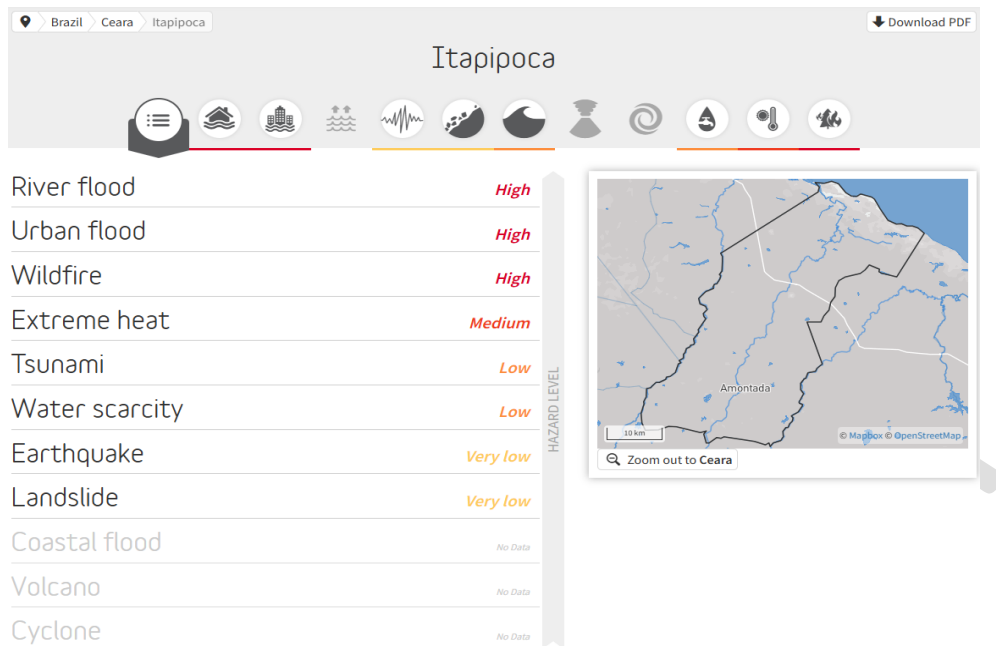 Brazil Ceara Itapipoca
Download PDF
Itapipoca
River flood High
Urban flood High
Wildfire High
Extreme heat Medium
Tsunami Low
Water scarcity Low
Earthquake Very low
Landslide Very low
Coastal flood No Data
Volcano No Data
Cyclone No Data
HAZARD LEVEL
Amontada
10 km
© Mapbox © OpenStreetMap
Zoom out to Ceara